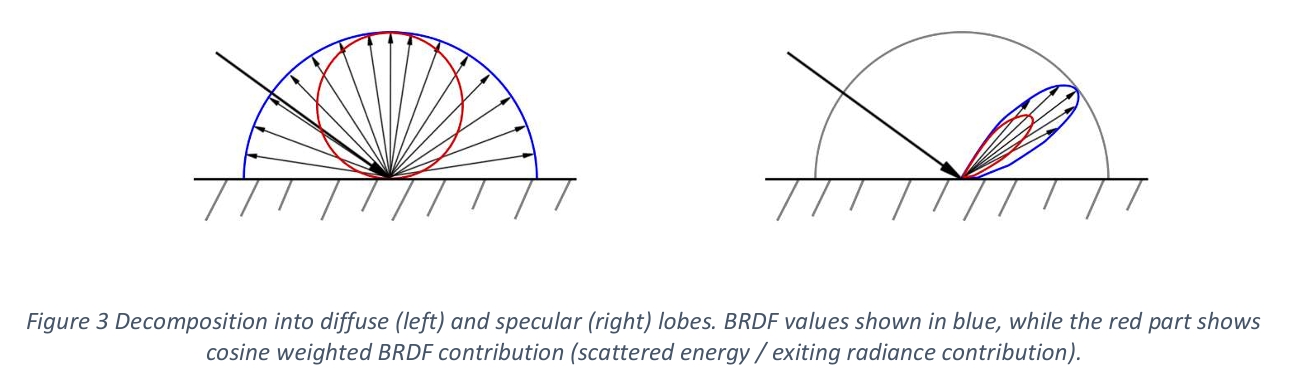 Figure 3 Decomposition into diffuse (left) and specular (right) lobes. BRDF values shown in blue, while the red part shows
cosine weighted BRDF contribution (scattered energy / exiting radiance contribution).